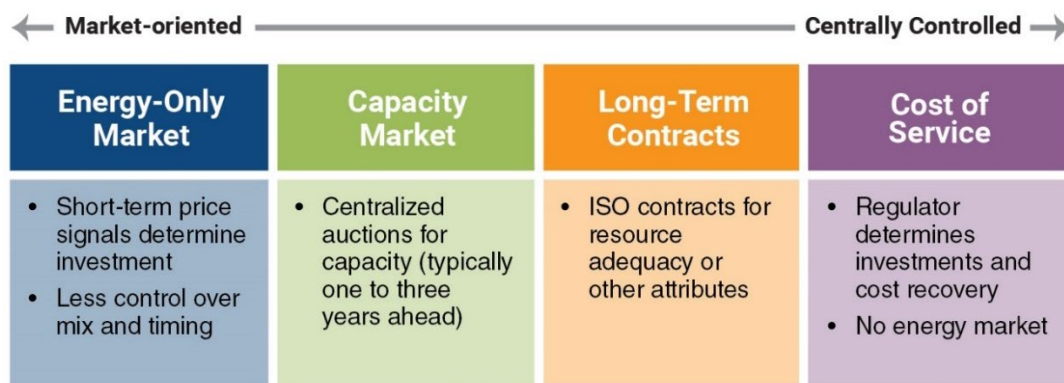 Market-oriented
Centrally Controlled
Energy-Only
Market
• Short-term price
signals determine
investment
• Less control over
mix and timing
Capacity
Market
• Centralized
auctions for
capacity (typically
one to three
years ahead)
Long-Term
Contracts
• ISO contracts for
resource
adequacy or
other attributes
Cost of
Service
• Regulator
determines
investments and
cost recovery
• No energy market